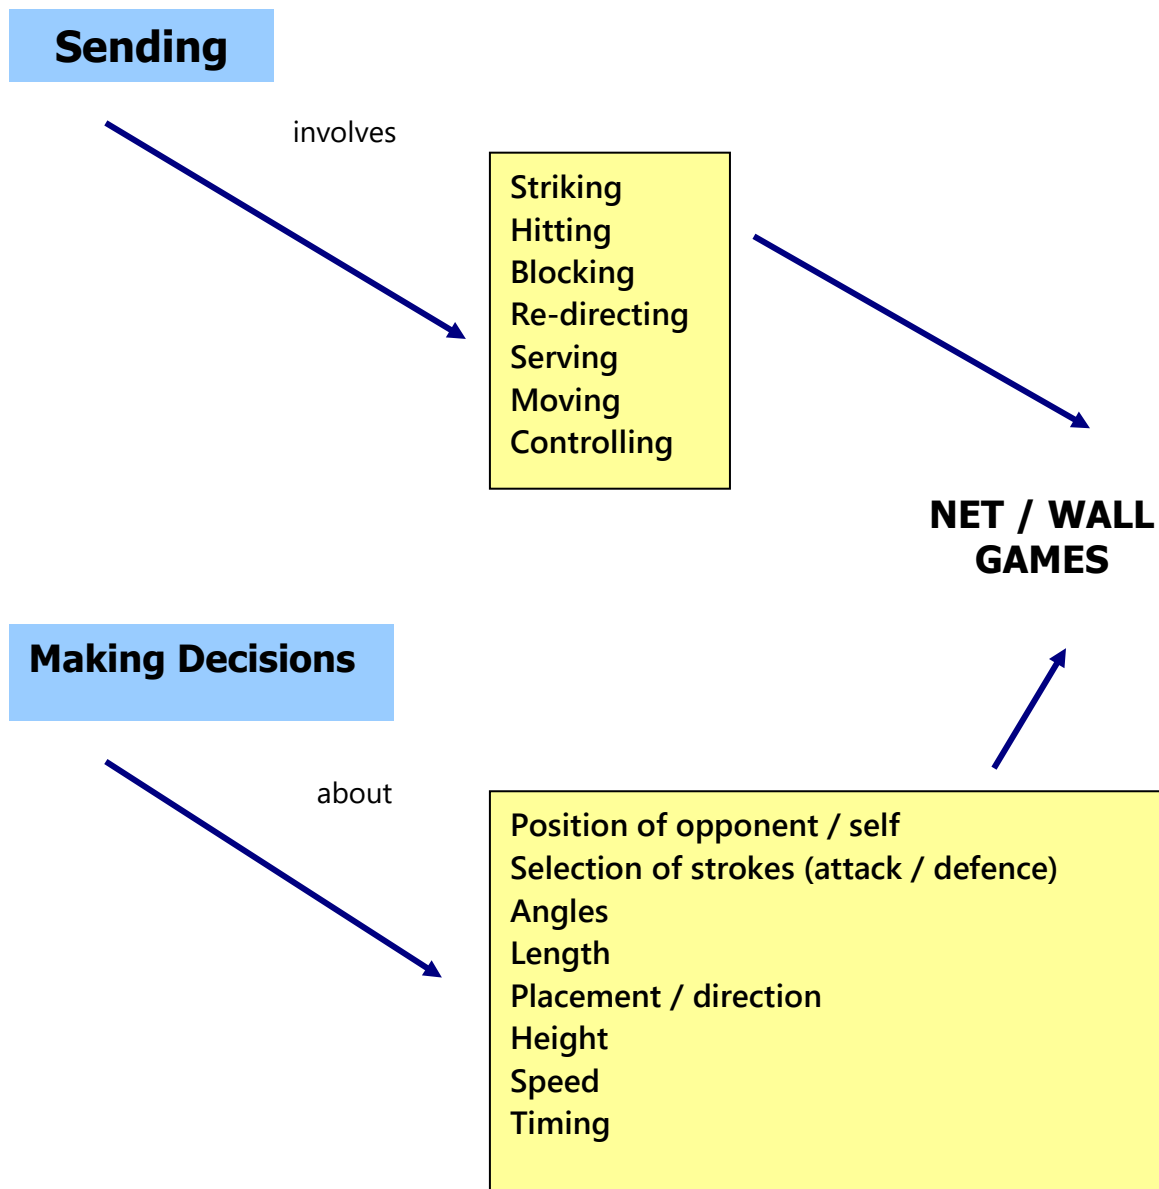 Sending
involves
Striking
Hitting
Blocking
Re-directing
Serving
Moving
Controlling
NET / WALL
GAMES
Making Decisions
about
Position of opponent / self
Selection of strokes (attack / defence)
Angles
Length
Placement / direction
Height
Speed
Timing